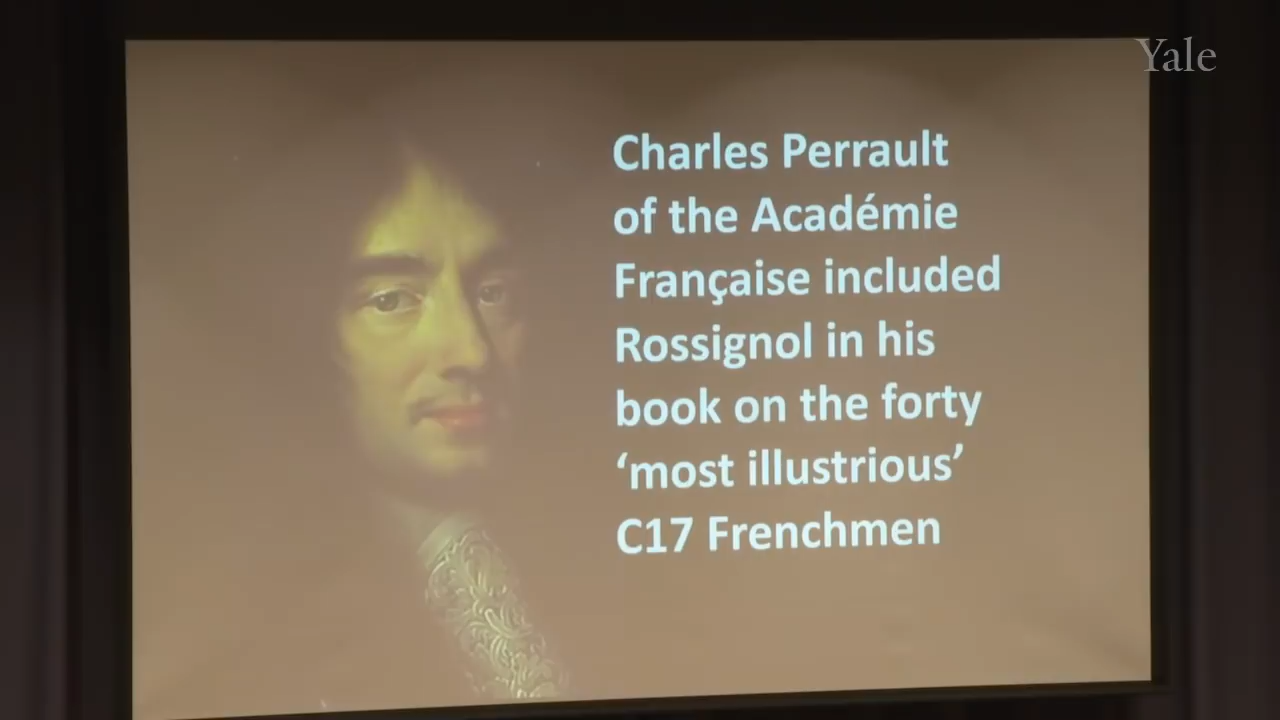 Yale
Charles Perrault
of the Académie
Française included
Rossignol in his
book on the forty
‘most illustrious’
C17 Frenchmen